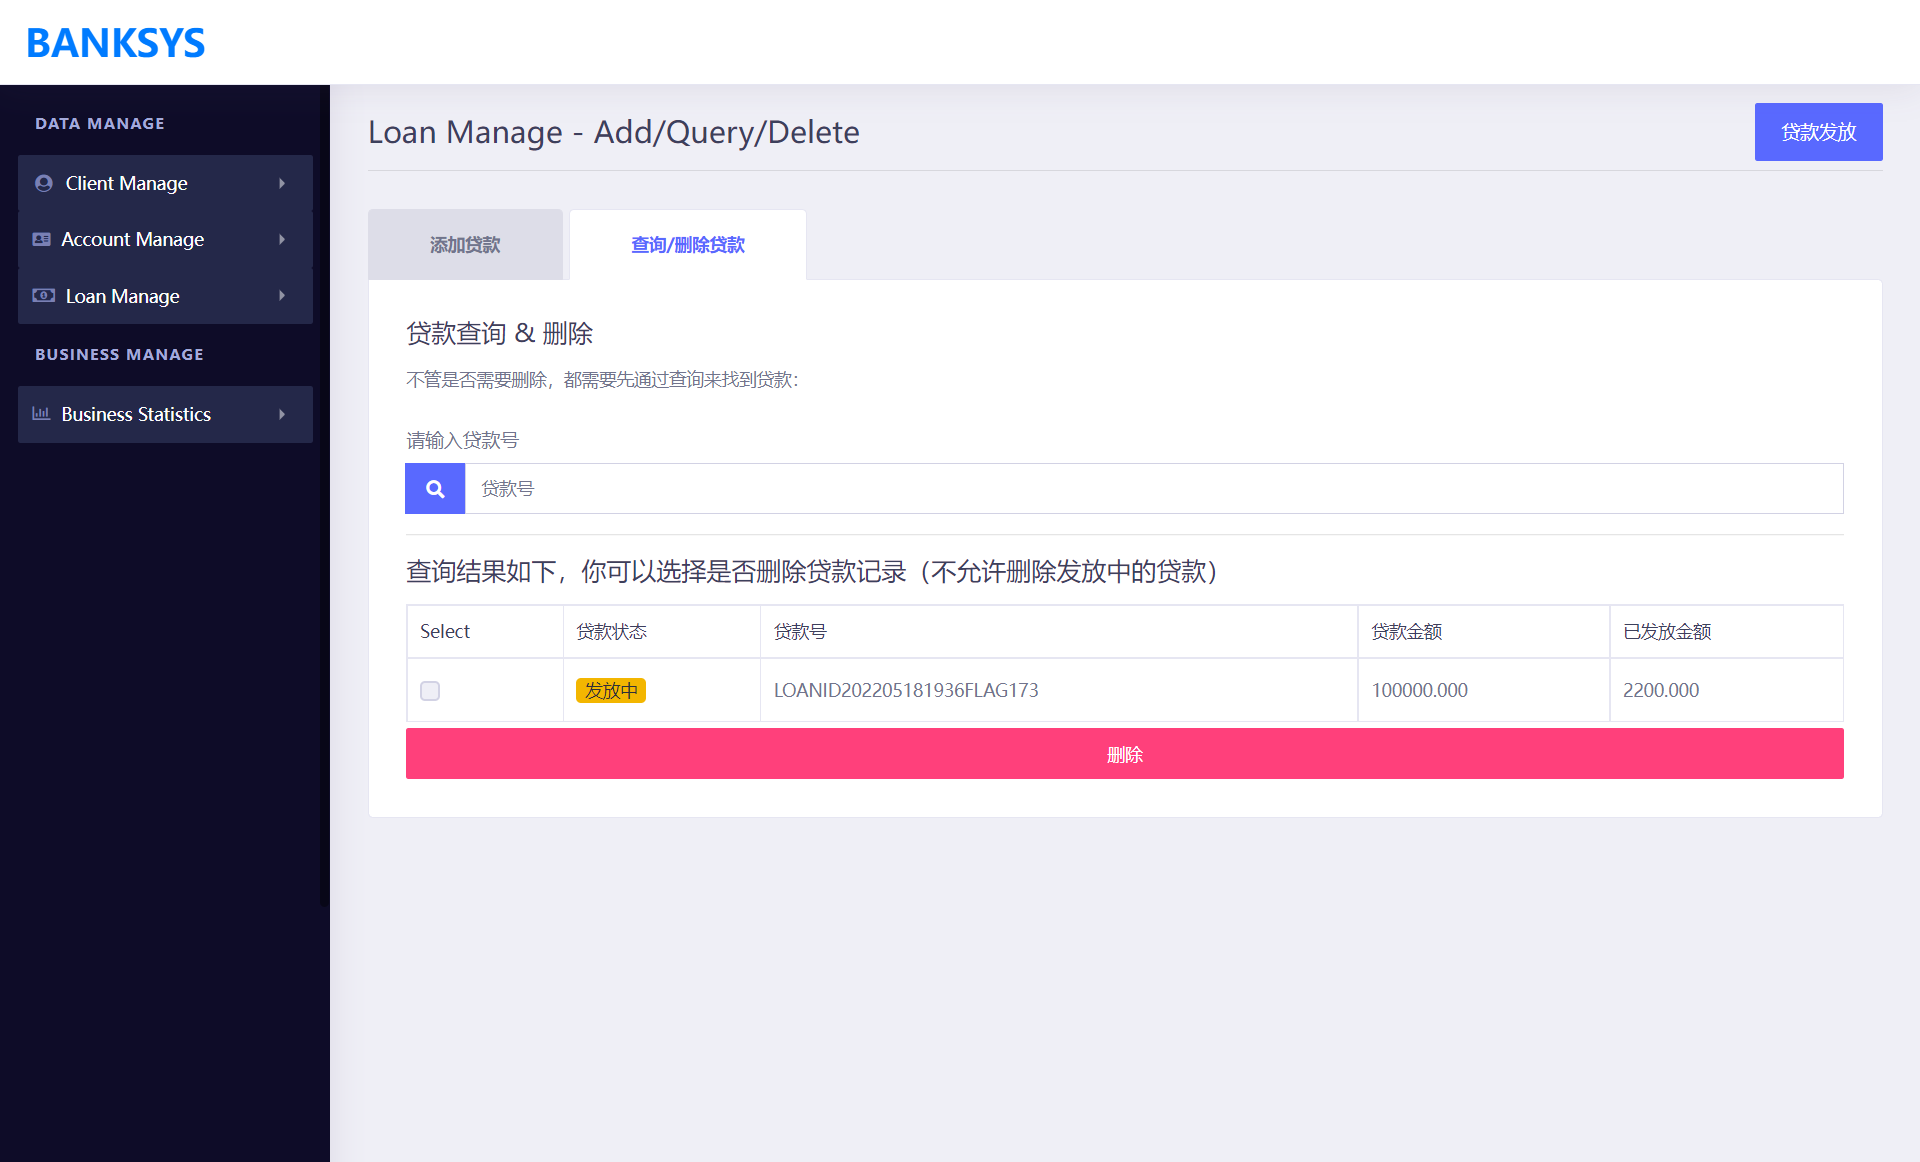 BANKSYS
DATA MANAGE
Client Manage
Account Manage
Loan Manage
BUSINESS MANAGE
Business Statistics
Loan Manage - Add/Query/Delete
贷款发放
添加贷款
查询/删除贷款
贷款查询 & 删除
不管是否需要删除，都需要先通过查询来找到贷款：
请输入贷款号
贷款号
查询结果如下，你可以选择是否删除贷款记录（不允许删除发放中的贷款）
Select 贷款状态 贷款号 贷款金额 已发放金额
发放中 LOANID202205181936FLAG173 100000.000 2200.000
删除